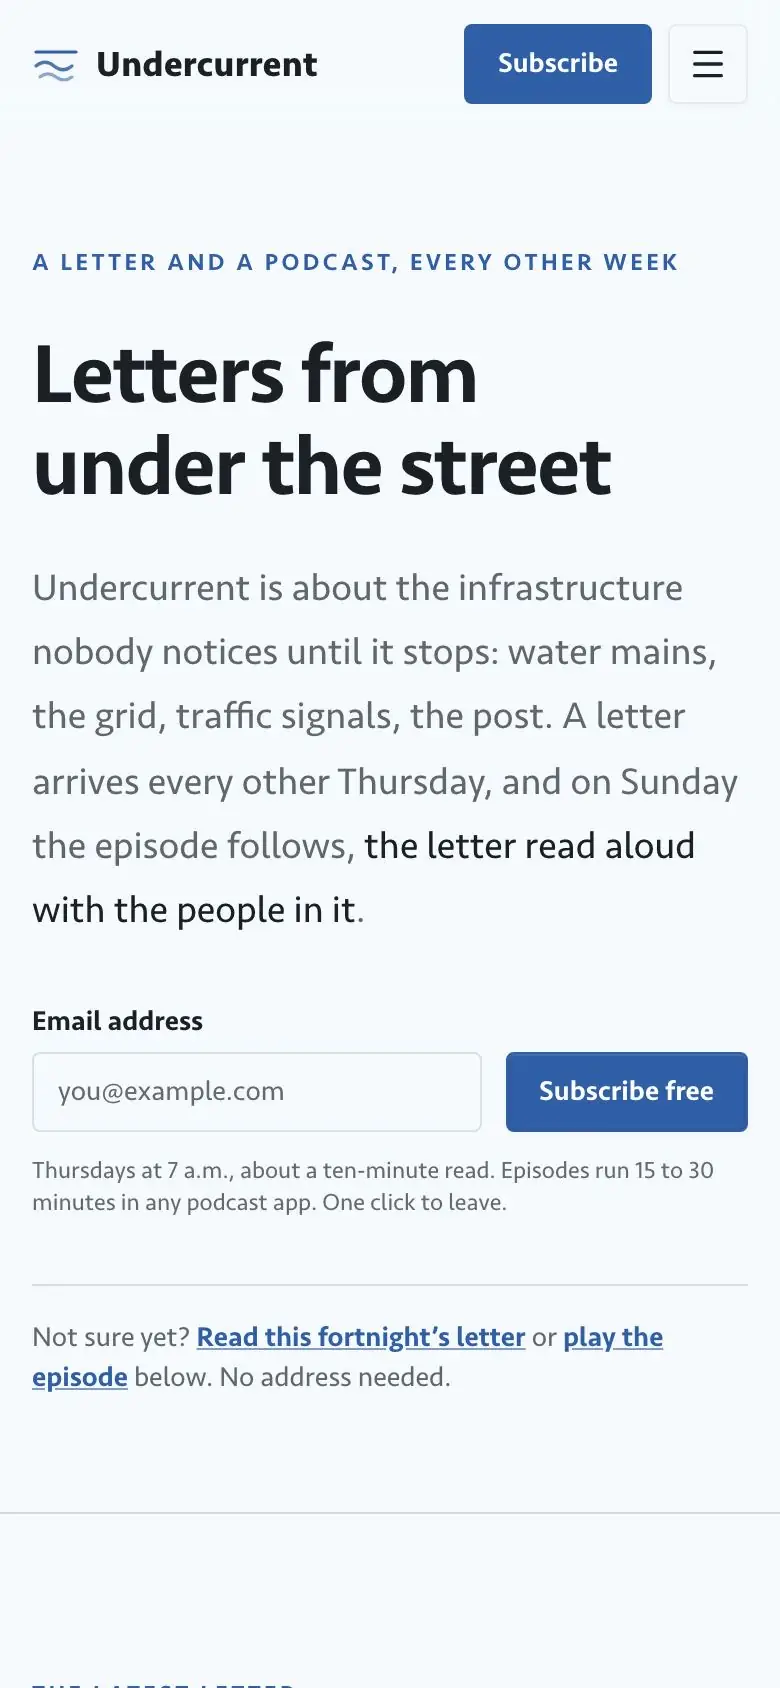 Undercurrent
Subscribe
A LETTER AND A PODCAST, EVERY OTHER WEEK
Letters from
under the street
Undercurrent is about the infrastructure
nobody notices until it stops: water mains,
the grid, traffic signals, the post. A letter
arrives every other Thursday, and on Sunday
the episode follows, the letter read aloud
with the people in it.
Email address
you@example.com
Subscribe free
Thursdays at 7 a.m., about a ten-minute read. Episodes run 15 to 30
minutes in any podcast app. One click to leave.
Not sure yet? Read this fortnight’s letter or play the
episode below. No address needed.
THE LATEST LETTER